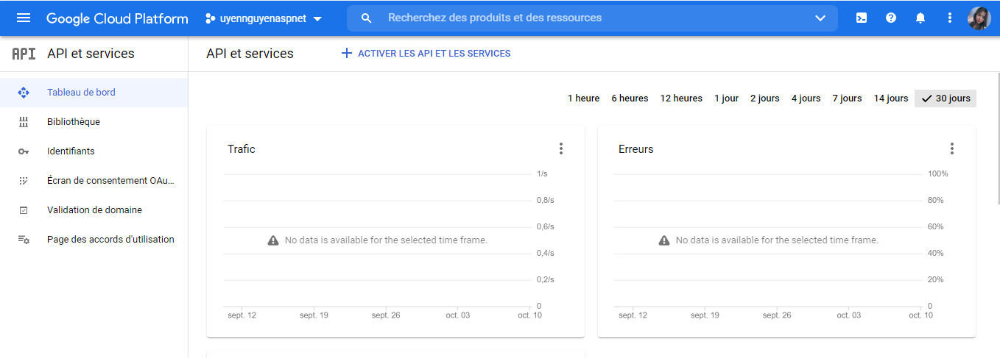 Google Cloud Platform
uyennguyenaspnet
Recherchez des produits et des ressources
API
API et services
API et services
ACTIVER LES API ET LES SERVICES
Tableau de bord
Bibliothèque
Identifiants
Écran de consentement OAu...
Validation de domaine
Page des accords d'utilisation
1 heure 6 heures 12 heures 1 jour 2 jours 4 jours 7 jours 14 jours 30 jours
Trafic
1/s
0,8/s
0,6/s
No data is available for the selected time frame.
0,4/s
0,2/s
0
sept. 12 sept. 19 sept. 26 oct. 03 oct. 10
Erreurs
100%
80%
60%
No data is available for the selected time frame.
40%
20%
0
sept. 12 sept. 19 sept. 26 oct. 03 oct. 10